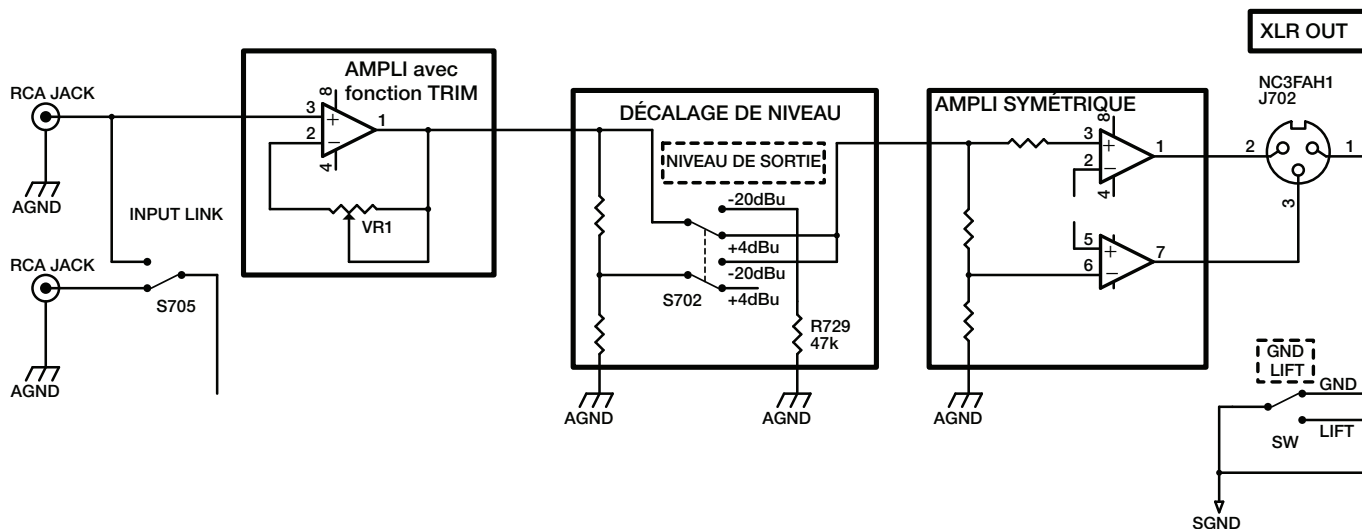 XLR OUT
NC3FAH1
J702
RCA JACK
AGND
INPUT LINK
RCA JACK
S705
AGND
AMPLI avec
fonction TRIM
3
8
+
2
−
4
1
VR1
DÉCALAGE DE NIVEAU
NIVEAU DE SORTIE
-20dBu
+4dBu
-20dBu
+4dBu
S702
R729
47k
AGND
AGND
AMPLI SYMÉTRIQUE
3
8
+
2
−
4
1
5
+
6
−
7
AGND
2
1
3
GND
LIFT
GND
LIFT
SW
SGND